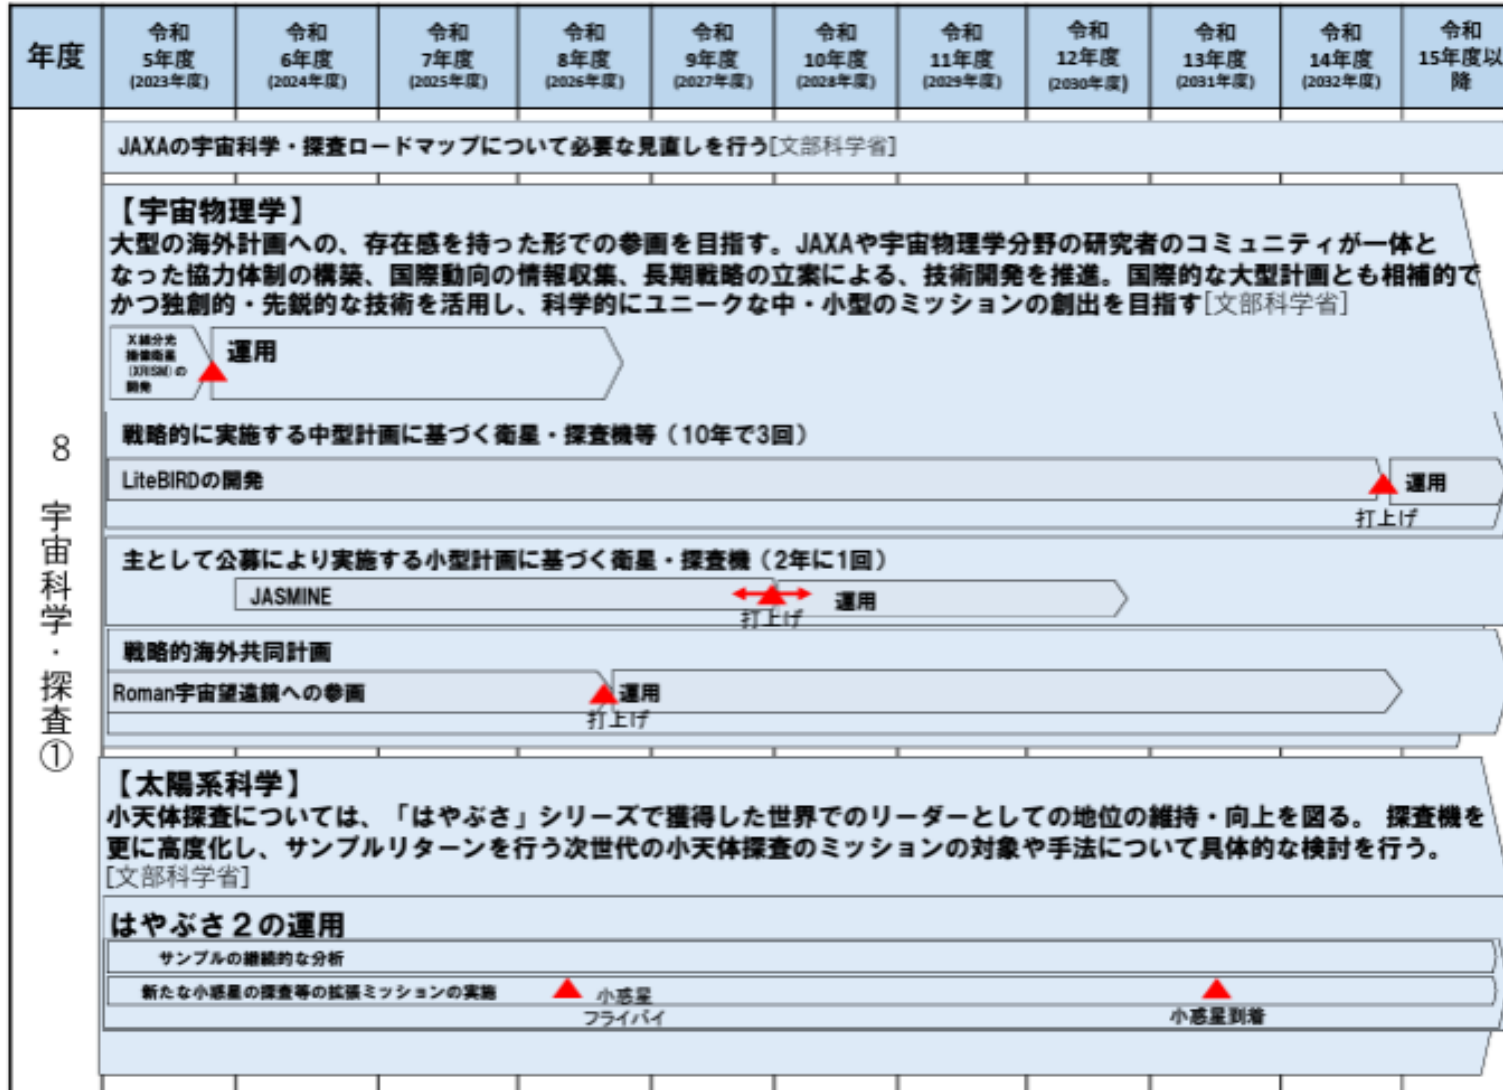 年度
令和
5年度
(2023年度)
令和
6年度
(2024年度)
令和
7年度
(2025年度)
令和
8年度
(2026年度)
令和
9年度
(2027年度)
令和
10年度
(2028年度)
令和
11年度
(2029年度)
令和
12年度
(2030年度)
令和
13年度
(2031年度)
令和
14年度
(2032年度)
令和
15年度以
降
8 宇宙科学・探査①
JAXAの宇宙科学・探査ロードマップについて必要な見直しを行う[文部科学省]
【宇宙物理学】
大型の海外計画への、存在感を持った形での参画を目指す。JAXAや宇宙物理学分野の研究者のコミュニティが一体と
なった協力体制の構築、国際動向の情報収集、長期戦略の立案による、技術開発を推進。国際的な大型計画とも相補的で
かつ独創的・先鋭的な技術を活用し、科学的にユニークな中・小型のミッションの創出を目指す[文部科学省]
X線分光
撮像衛星
(XRISM)の
開発
運用
戦略的に実施する中型計画に基づく衛星・探査機等（10年で3回）
LiteBIRDの開発
運用
打上げ
主として公募により実施する小型計画に基づく衛星・探査機（2年に1回）
JASMINE
運用
打上げ
戦略的海外共同計画
Roman宇宙望遠鏡への参画
運用
打上げ
【太陽系科学】
小天体探査については、「はやぶさ」シリーズで獲得した世界でのリーダーとしての地位の維持・向上を図る。 探査機を
更に高度化し、サンプルリターンを行う次世代の小天体探査のミッションの対象や手法について具体的な検討を行う。
[文部科学省]
はやぶさ２の運用
サンプルの継続的な分析
新たな小惑星の探査等の拡張ミッションの実施
小惑星
フライバイ
小惑星到着